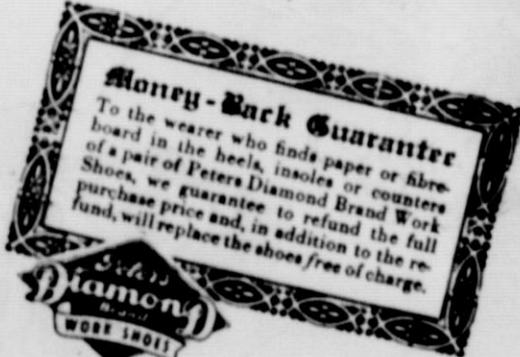 Money-Back Guarantee
To the wearer who finds paper or fibre-
board in the heels, insoles or counters
of a pair of Peters Diamond Brand Work
Shoes, we guarantee to refund the full
purchase price and, in addition to the re-
fund, will replace the shoes free of charge.
Peters
Diamond
Brand
WORK SHOES